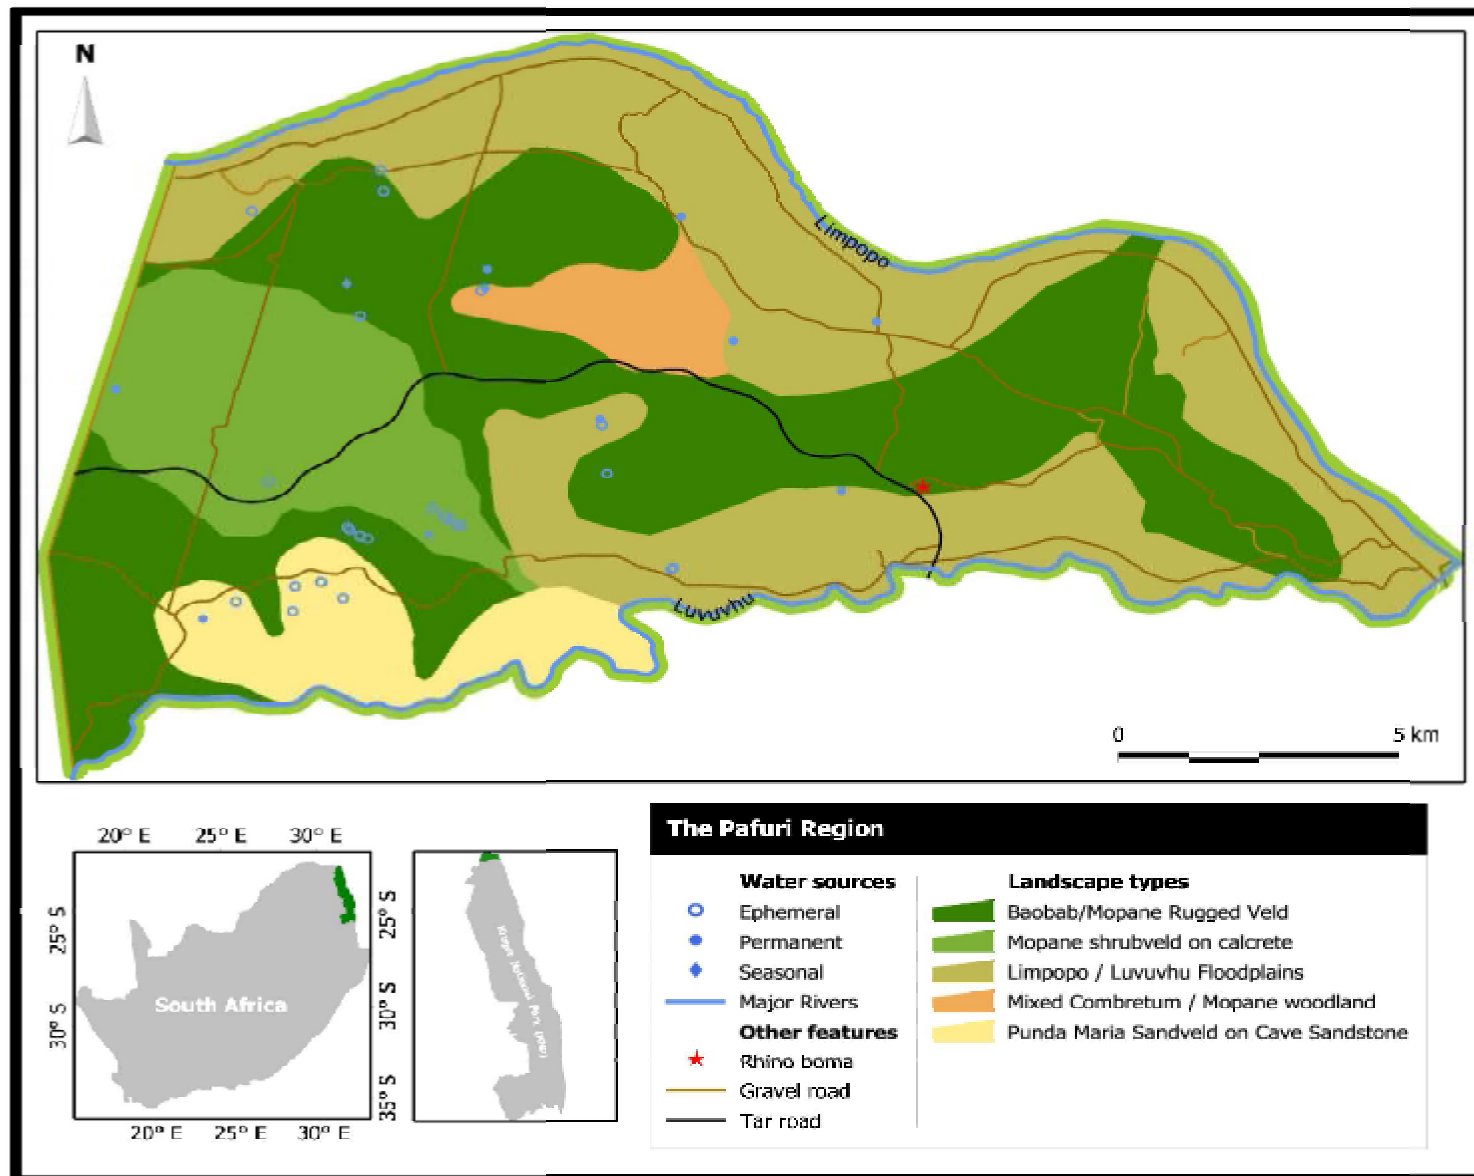 N
Limpopo
Luvuvhu
0 5 km
20° E 25° E 30° E
25° S
30° S
South Africa
20° E 25° E 30° E
25° S
30° S
35° S
The Pafuri Region
Water sources
Ephemeral
Permanent
Seasonal
Major Rivers
Other features
Rhino boma
Gravel road
Tar road
Landscape types
Baobab/Mopane Rugged Veld
Mopane shrubveld on calcrete
Limpopo / Luvuvhu Floodplains
Mixed Combretum / Mopane woodland
Punda Maria Sandveld on Cave Sandstone